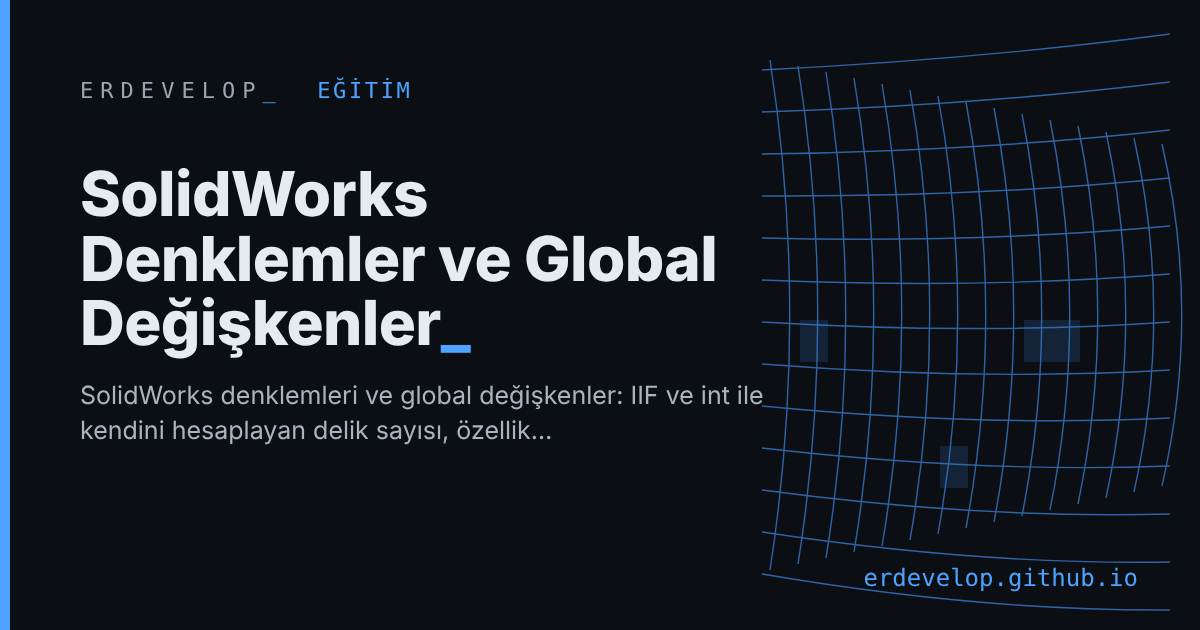 ERDEVELOP_ EĞİTİM
SolidWorks
Denklemler ve Global
Değişkenler_
SolidWorks denklemleri ve global değişkenler: IIF ve int ile
kendini hesaplayan delik sayısı, özellik...
erdevelop.github.io